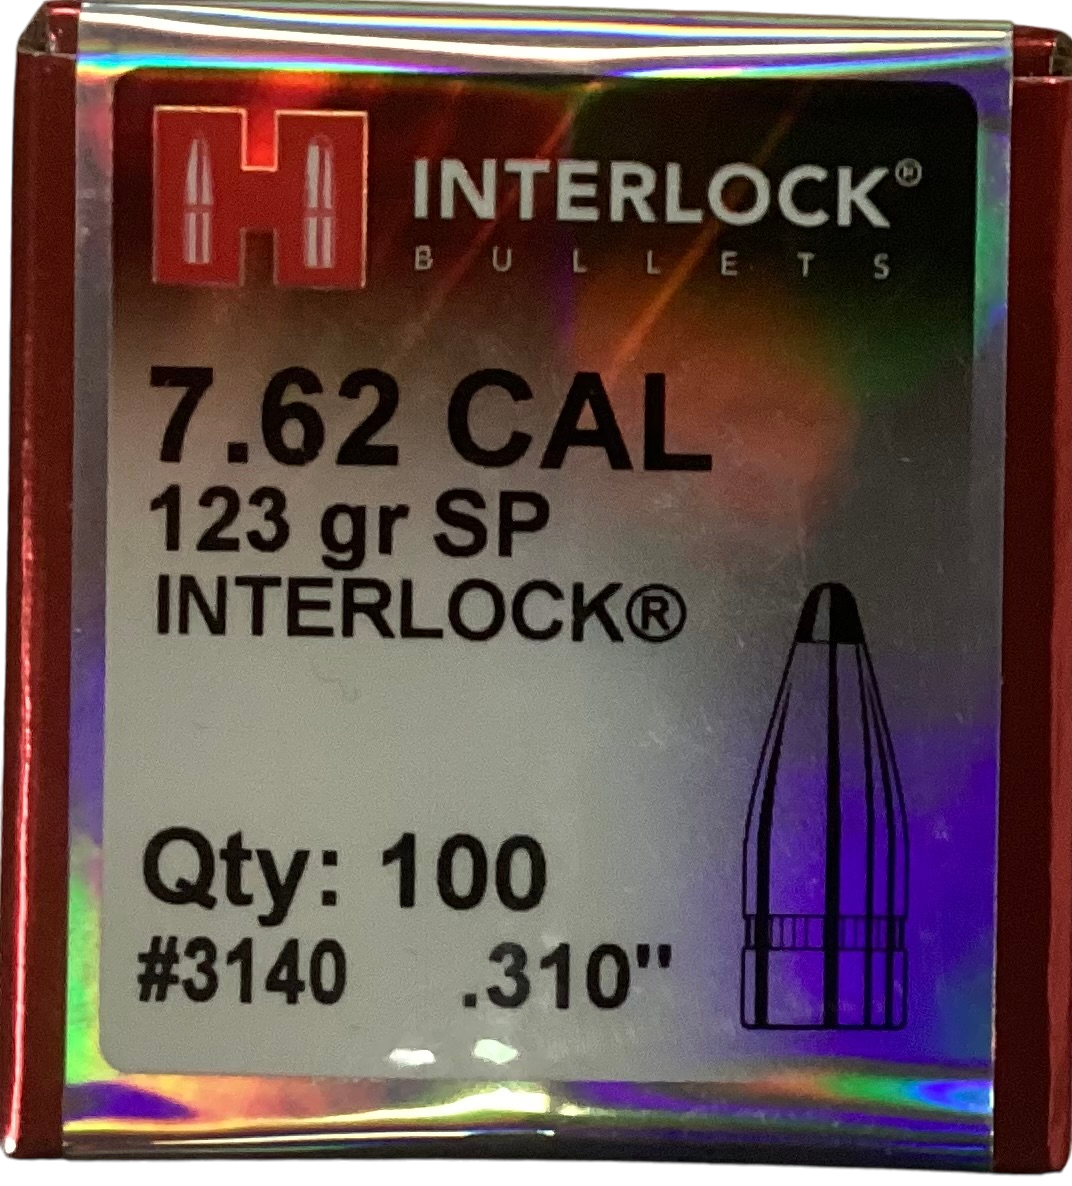 INTERLOCK®
BULLETS
7.62 CAL
123 gr SP
INTERLOCK®
Qty: 100
#3140 .310"